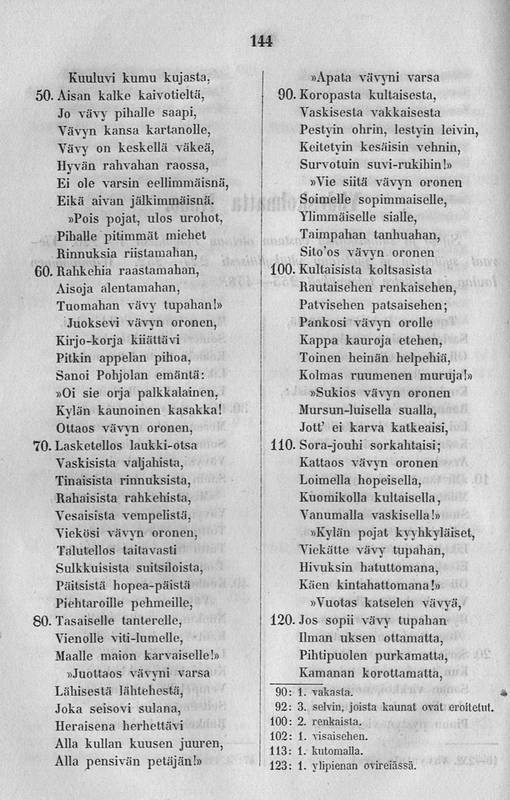 144
Kuuluvi kumu kujasta,
50. Aisan kalke kaivotieltä,
Jo vävy pihalle saapi,
Vävyn kansa kartanolle,
Vävy on keskellä väkeä,
Hyvän rahvahan raossa,
Ei ole varsin eellimmäisnä,
Eikä aivan jälkimmäisnä.
»Pois pojat, ulos urohot,
Pihalle pitimmät miehet
Rinnuksia riistamahan,
60. Rahkehia raastamahan,
Aisoja alentamahan,
Tuomahan vävy tupahan!»
Juoksevi vävyn oronen,
Kirjo-korja kiiättävi
Pitkin appelan pihoa,
Sanoi Pohjolan emäntä:
»Oi sie orja palkkalainen,
Kylän kaunoinen kasakka!
Ottaos vävyn oronen,
70. Lasketellos laukki-otsa
Vaskisista valjahista,
Tinaisista rinnuksista,
Rahaisista rahkehista,
Vesaisista vempelistä,
Viekösi vävyn oronen,
Talutellos taitavasti
Sulkkuisista suitsiloista,
Päitsistä hopea-päistä
Piehtaroille pehmeille,
80. Tasaiselle tanterelle,
Vienolle viti-lumelle,
Maalle maion karvaiselle!»
»Juottaos vävyni varsa
Lähisestä lähtehestä,
Joka seisovi sulana,
Heraisena herhettävi
Alla kullan kuusen juuren,
Alla pensivän petäjän!»
»Apata vävyni varsa
90. Koropasta kultaisesta,
Vaskisesta vakkaisesta
Pestyin ohrin, lestyin leivin,
Keitetyin kesäisin vehnin,
Survotuin suvi-rukihin!»
»Vie siitä vävyn oronen
Soimelle sopimmaiselle,
Ylimmäiselle sialle,
Taimpahan tanhuahan,
Sito'os vävyn oronen
100. Kultaisista koltsasista
Rautaisehen renkaisehen,
Patvisehen patsaisehen;
Pankosi vävyn orolle
Kappa kauroja etehen,
Toinen heinän helpehiä,
Kolmas ruumenen muruja!»
»Sukios vävyn oronen
Mursun-luisella sualla,
Jott' ei karva katkeaisi,
110. Sora-jouhi sorkahtaisi;
Kattaos vävyn oronen
Loimella hopeisella,
Kuomikolla kultaisella,
Vanumalla vaskisella!»
»Kylän pojat kyyhkyläiset,
Viekätte vävy tupahan,
Hivuksin hatuttomana,
Käen kintahattomana!»
»Vuotas katselen vävyä,
120. Jos sopii vävy tupahan
Ilman uksen ottamatta,
Pihtipuolen purkamatta,
Kamanan korottamatta,
90: 1. vakasta.
92: 3. selvin, joista kaunat ovat eroitetut.
100: 2. renkaista.
102: 1. visaisehen.
113: 1. kutomalla.
123: 1. ylipienan ovireiässä.